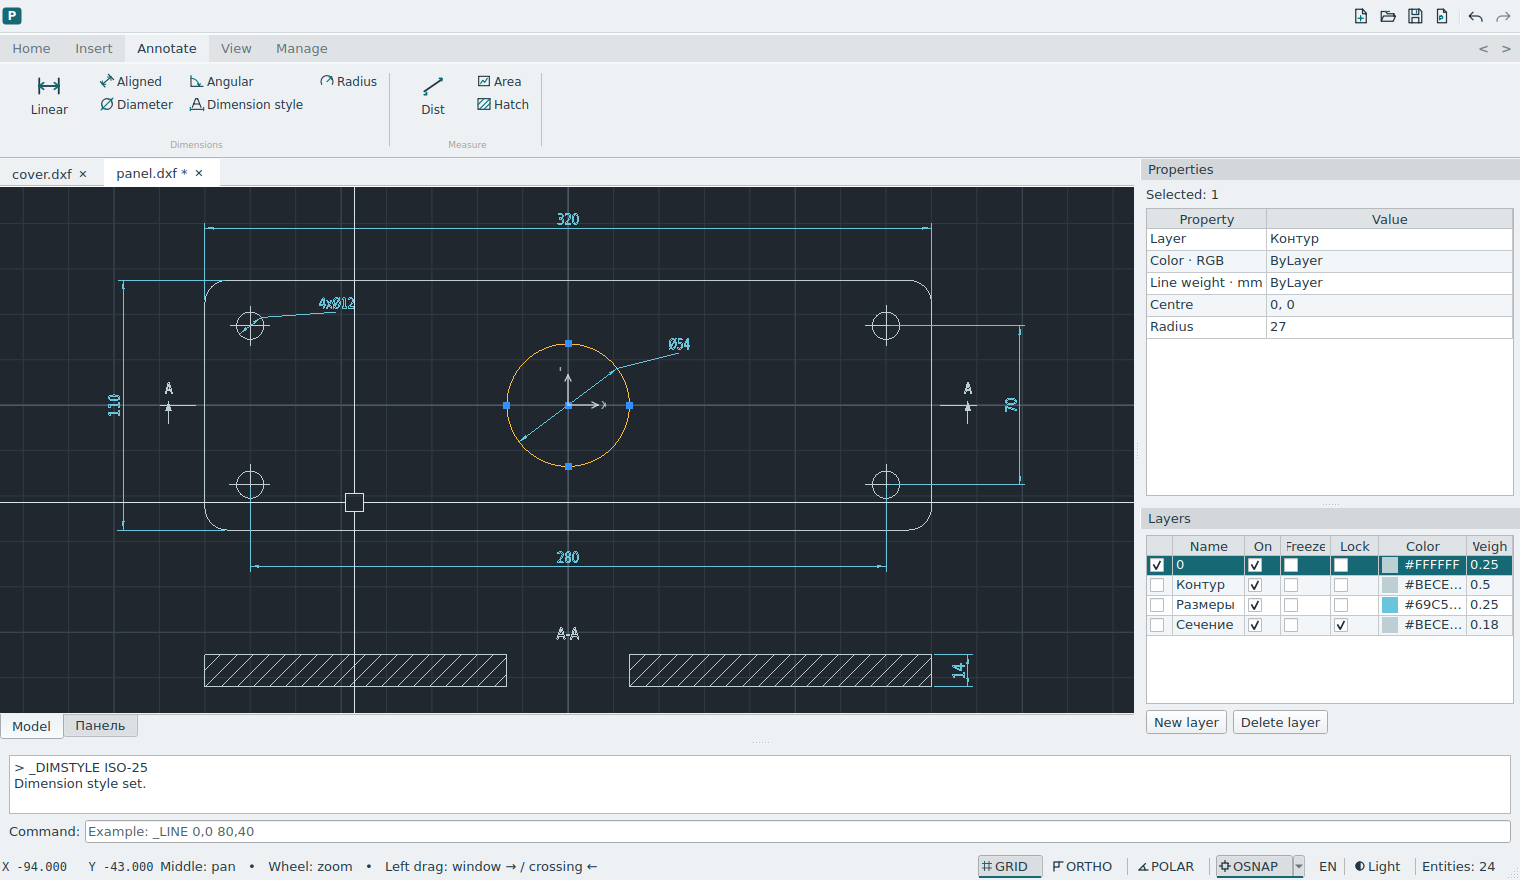 P
Home Insert Annotate View Manage < >
Linear Aligned Angular Radius Diameter Dimension style
Dimensions
Dist Area Hatch
Measure
cover.dxf × panel.dxf * ×
320
4xØ12
Ø54
110
A
A
70
X
280
A-A
14
Model Панель
Properties
Selected: 1
Property Value
Layer Контур
Color · RGB ByLayer
Line weight · mm ByLayer
Centre 0, 0
Radius 27
Layers
Name On Freeze Lock Color Weigh
0 #FFFFFF 0.25
Контур #BECE... 0.5
Размеры #69C5... 0.25
Сечение #BECE... 0.18
New layer Delete layer
> _DIMSTYLE ISO-25
Dimension style set.
Command: Example: _LINE 0,0 80,40
X -94.000 Y -43.000 Middle: pan • Wheel: zoom • Left drag: window → / crossing ← GRID ORTHO POLAR OSNAP EN Light Entities: 24